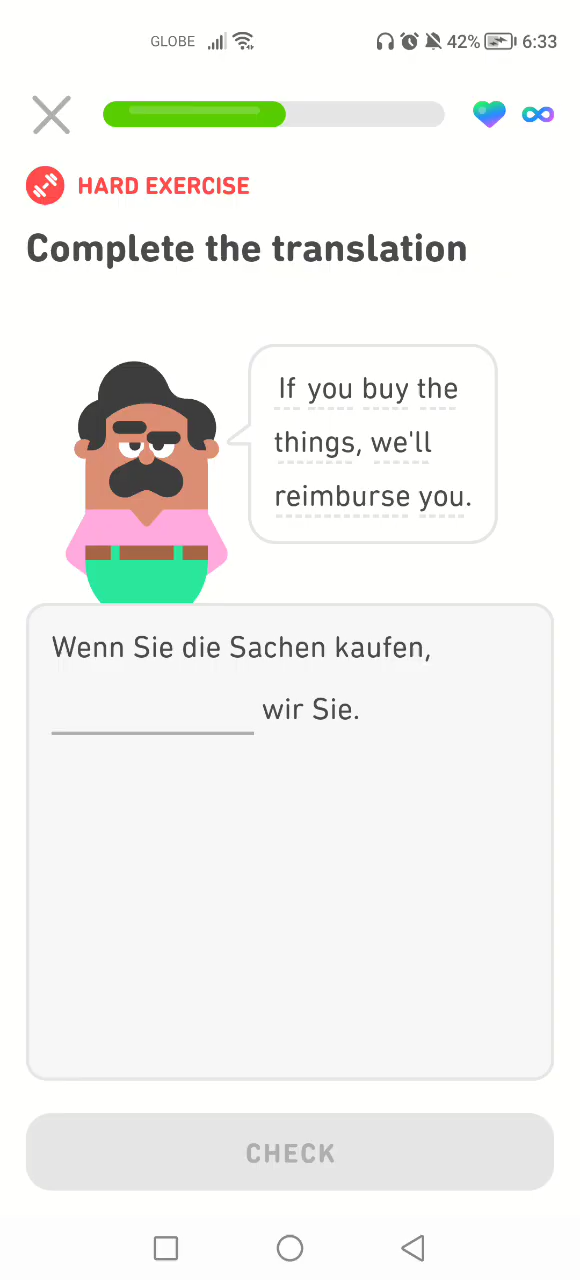 GLOBE 42% 6:33
HARD EXERCISE
Complete the translation
If you buy the
things, we'll
reimburse you.
Wenn Sie die Sachen kaufen,
wir Sie.
CHECK